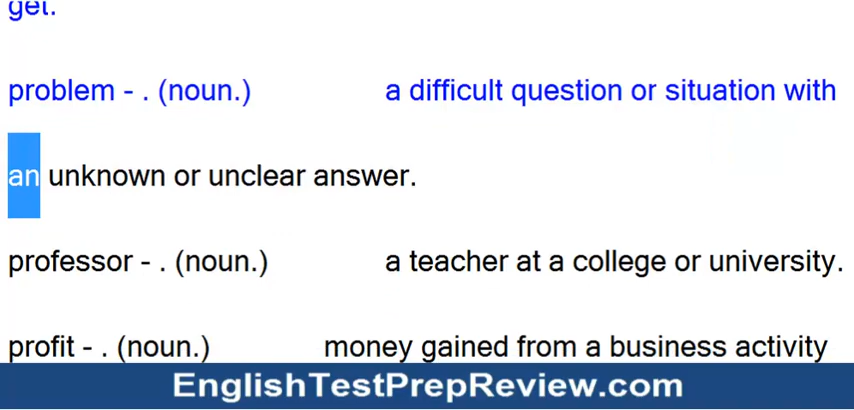 get.
problem - . (noun.) a difficult question or situation with
an unknown or unclear answer.
professor - . (noun.) a teacher at a college or university.
profit - . (noun.) money gained from a business activity
EnglishTestPrepReview.com